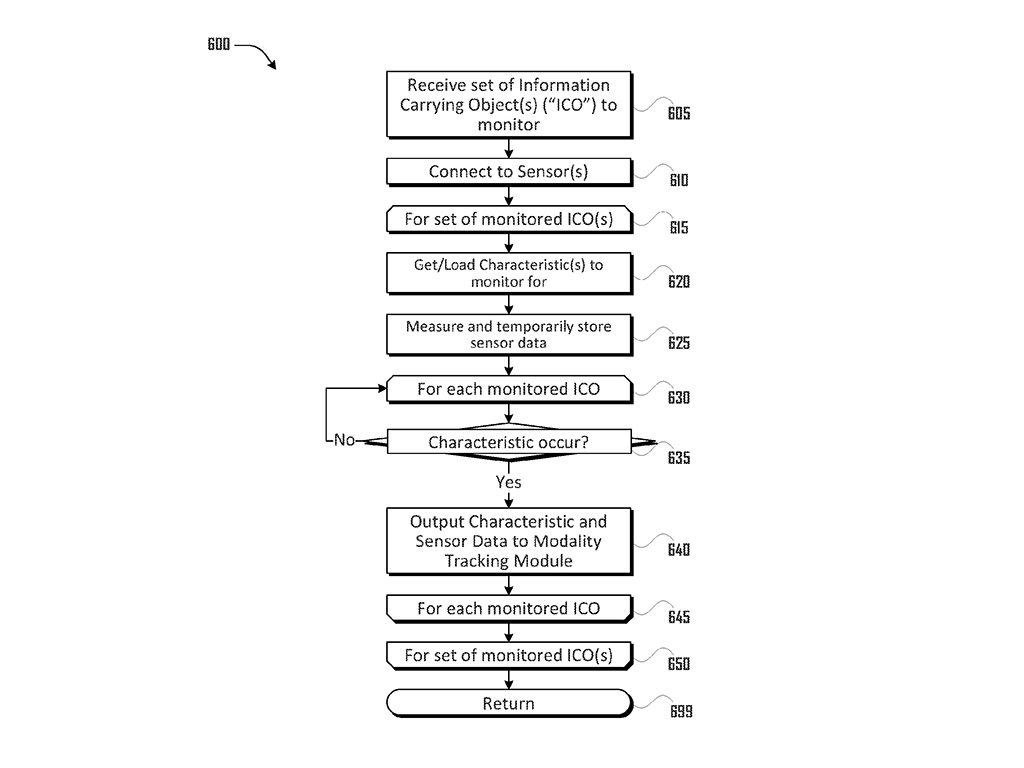 600
Receive set of Information
Carrying Object(s) (“ICO”) to
monitor
605
Connect to Sensor(s)
610
For set of monitored ICO(s)
615
Get/Load Characteristic(s) to
monitor for
620
Measure and temporarily store
sensor data
625
For each monitored ICO
630
No
Characteristic occur?
635
Yes
Output Characteristic and
Sensor Data to Modality
Tracking Module
640
For each monitored ICO
645
For set of monitored ICO(s)
650
Return
699